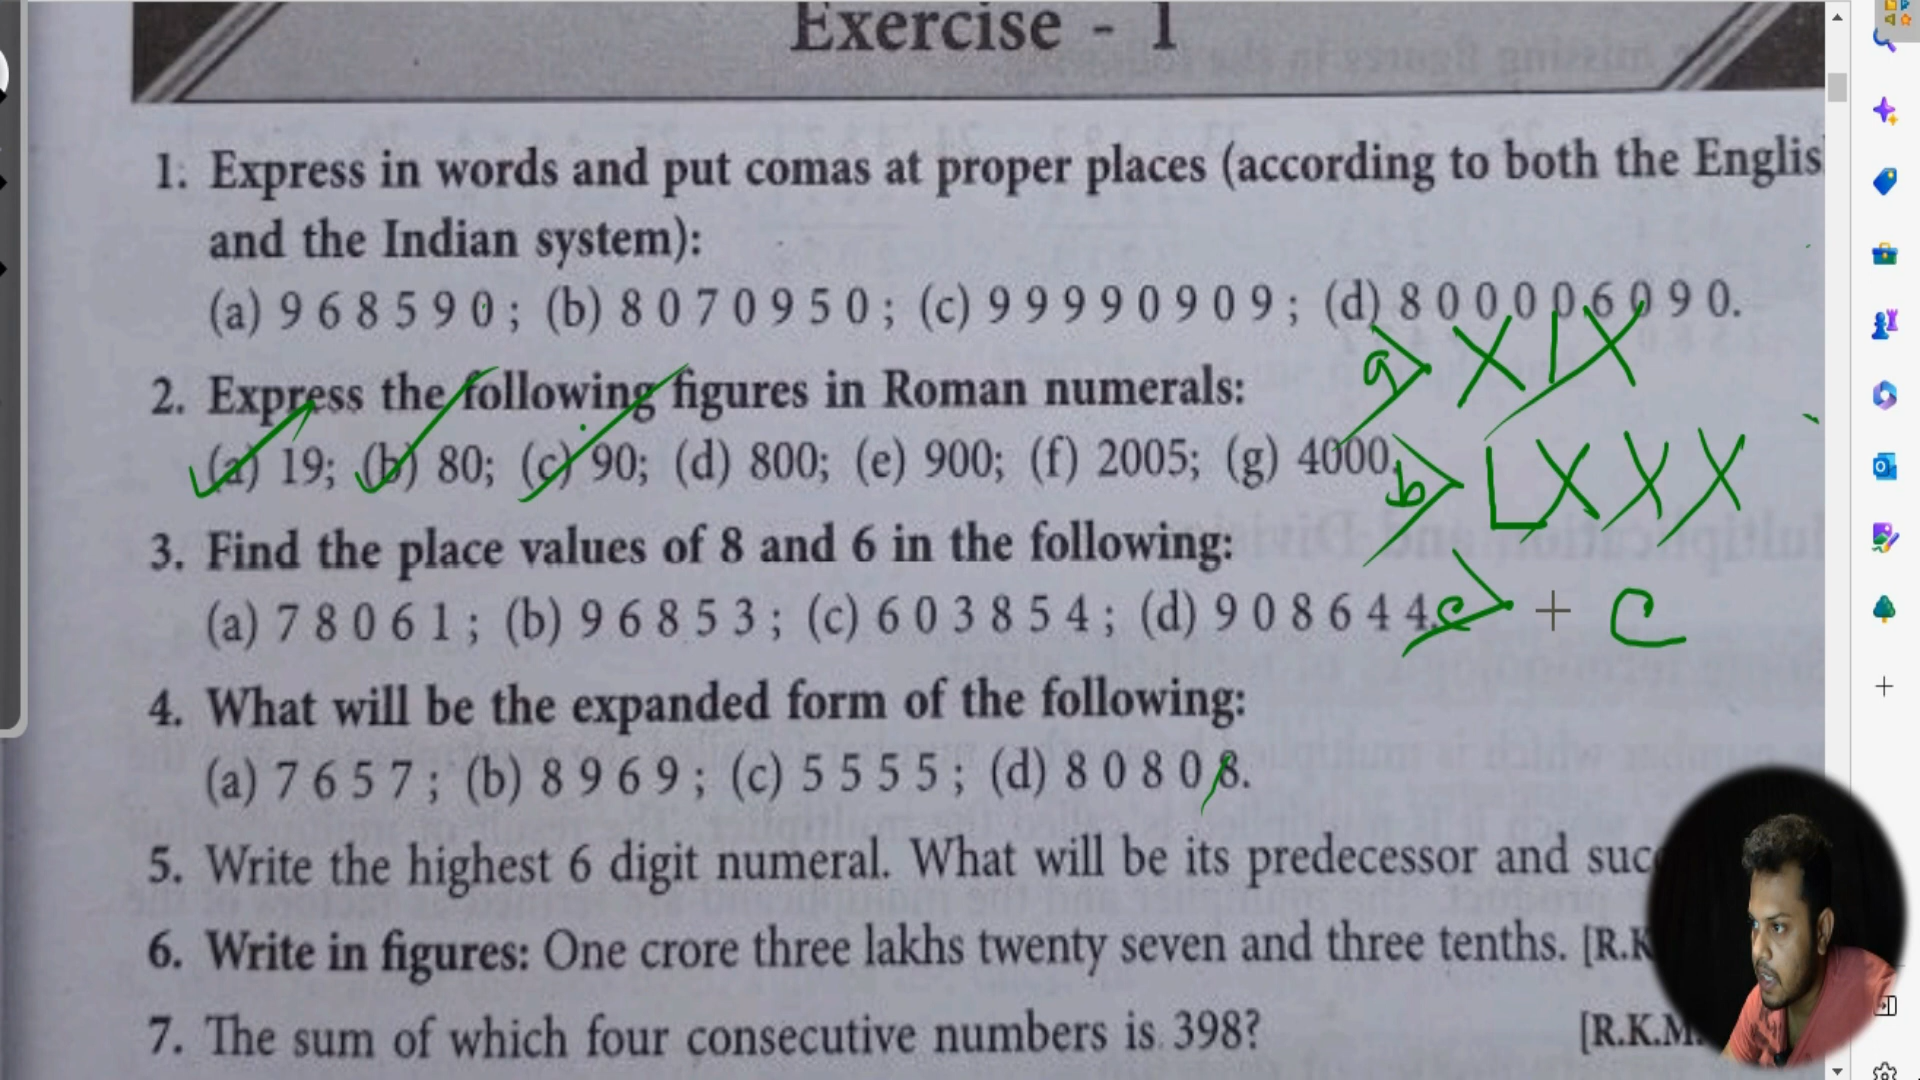 Exercise - 1
1. Express in words and put comas at proper places (according to both the Englis
and the Indian system):
(a) 9 6 8 5 9 0 ; (b) 8 0 7 0 9 5 0 ; (c) 9 9 9 9 0 9 0 9 ; (d) 8 0 0 0 0 6 0 9 0.
a> XIX
2. Express the following figures in Roman numerals:
(a) 19; (b) 80; (c) 90; (d) 800; (e) 900; (f) 2005; (g) 4000.
b> LXXX
3. Find the place values of 8 and 6 in the following:
(a) 7 8 0 6 1 ; (b) 9 6 8 5 3 ; (c) 6 0 3 8 5 4 ; (d) 9 0 8 6 4 4.
c> C
4. What will be the expanded form of the following:
(a) 7 6 5 7 ; (b) 8 9 6 9 ; (c) 5 5 5 5 ; (d) 8 0 8 0 8.
5. Write the highest 6 digit numeral. What will be its predecessor and suc
6. Write in figures: One crore three lakhs twenty seven and three tenths. [R.K
7. The sum of which four consecutive numbers is 398? [R.K.M.